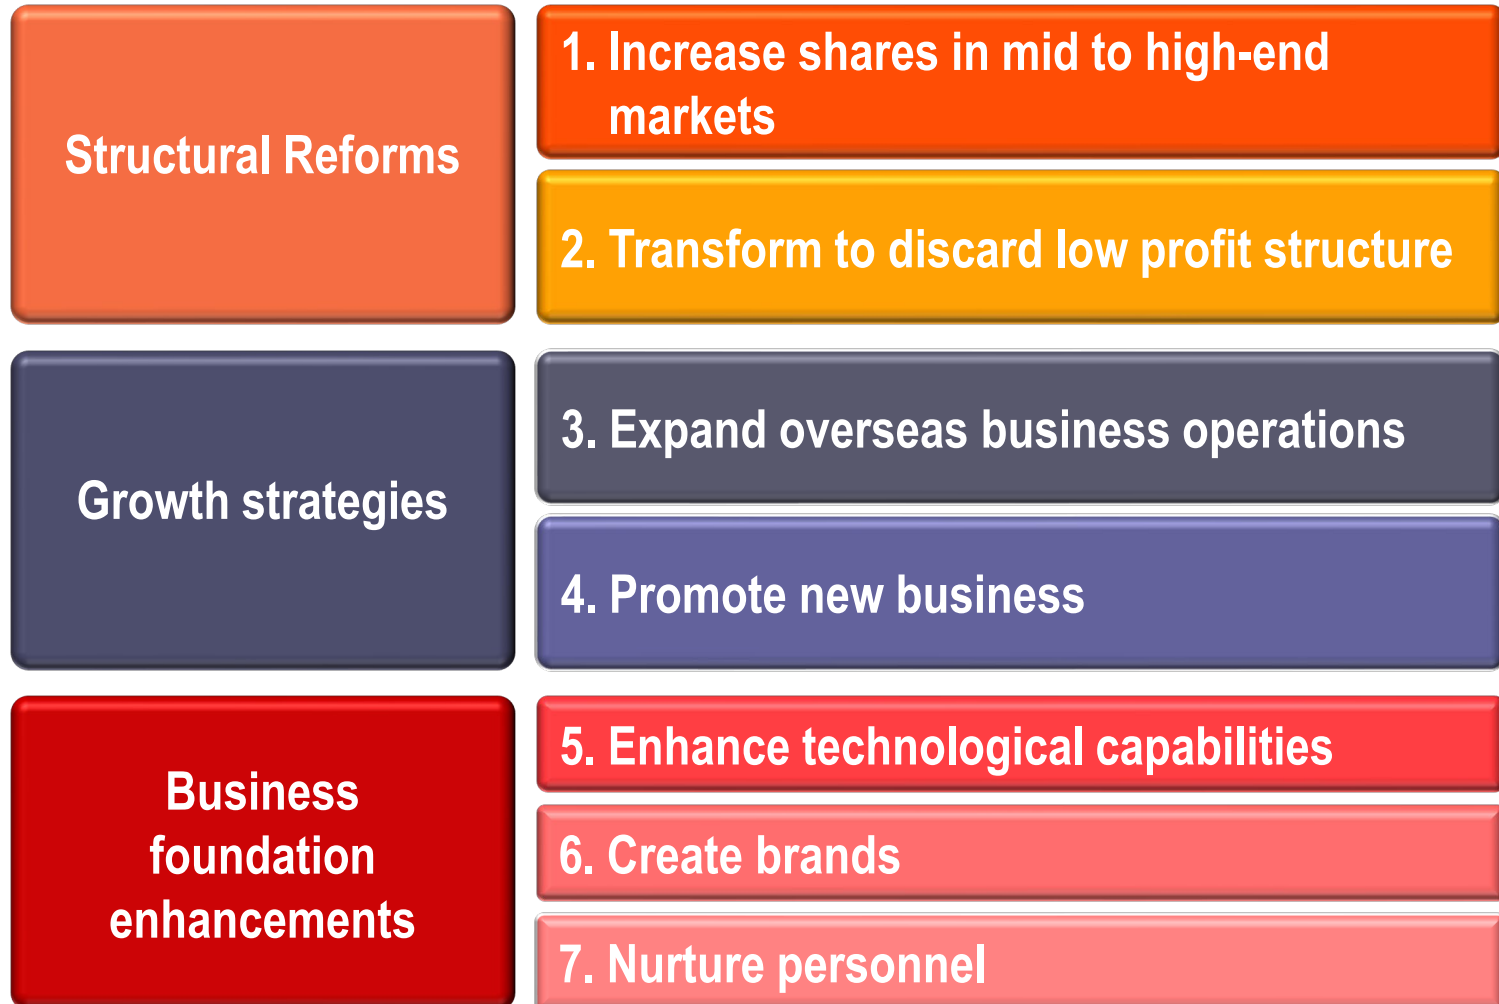 Structural Reforms
1. Increase shares in mid to high-end
markets
2. Transform to discard low profit structure
Growth strategies
3. Expand overseas business operations
4. Promote new business
Business
foundation
enhancements
5. Enhance technological capabilities
6. Create brands
7. Nurture personnel